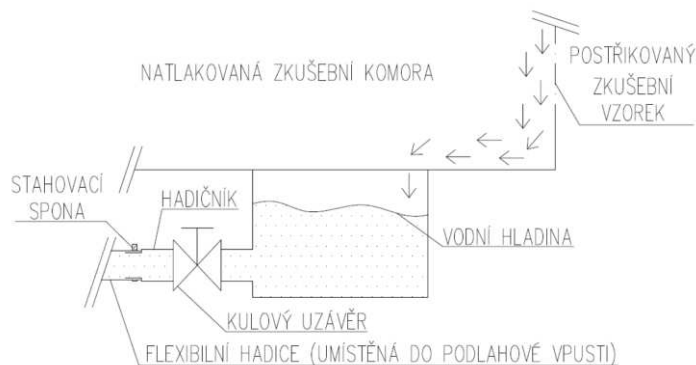 NATLAKOVANÁ ZKUŠEBNÍ KOMORA
POSTŘIKOVANÝ
ZKUŠEBNÍ
VZOREK
STAHOVACÍ
SPONA
HADIČNÍK
VODNÍ HLADINA
KULOVÝ UZÁVĚR
FLEXIBILNÍ HADICE (UMÍSTĚNÁ DO PODLAHOVÉ VPUSTI)